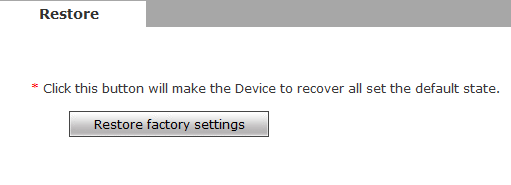 Restore
* Click this button will make the Device to recover all set the default state.
Restore factory settings